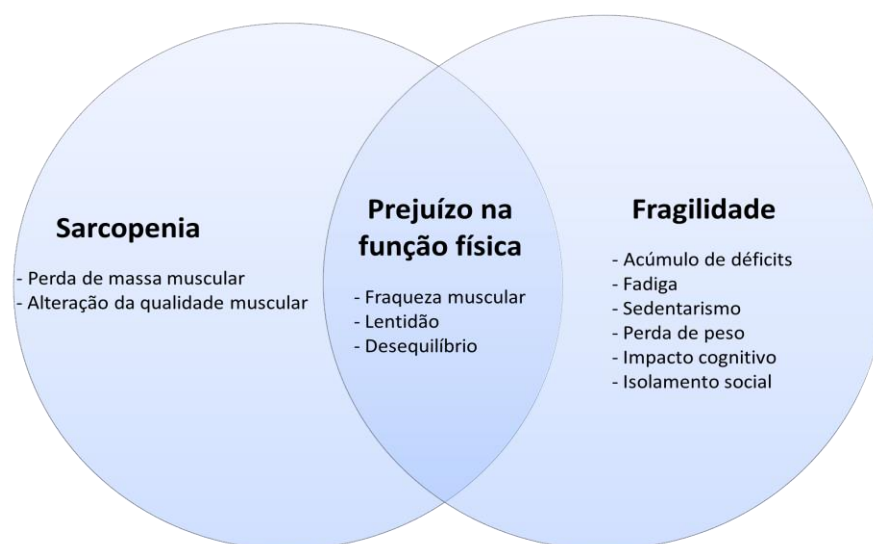 Sarcopenia
- Perda de massa muscular
- Alteração da qualidade muscular
Prejuízo na
função física
- Fraqueza muscular
- Lentidão
- Desequilíbrio
Fragilidade
- Acúmulo de déficits
- Fadiga
- Sedentarismo
- Perda de peso
- Impacto cognitivo
- Isolamento social